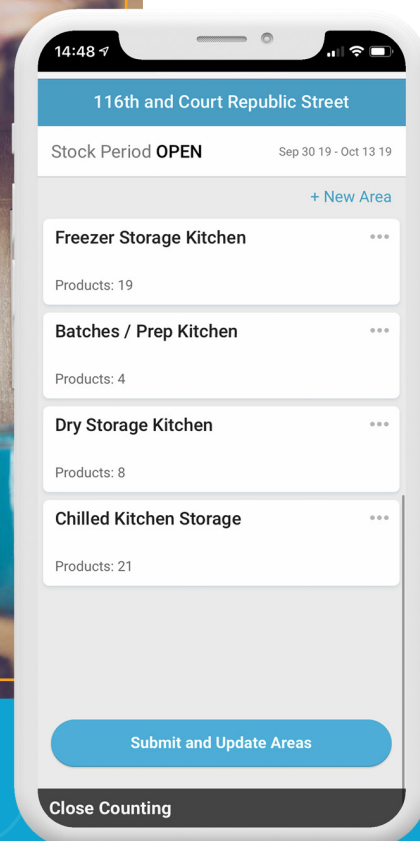 14:48
116th and Court Republic Street
Stock Period OPEN Sep 30 19 - Oct 13 19
+ New Area
Freezer Storage Kitchen
Products: 19
Batches / Prep Kitchen
Products: 4
Dry Storage Kitchen
Products: 8
Chilled Kitchen Storage
Products: 21
Submit and Update Areas
Close Counting